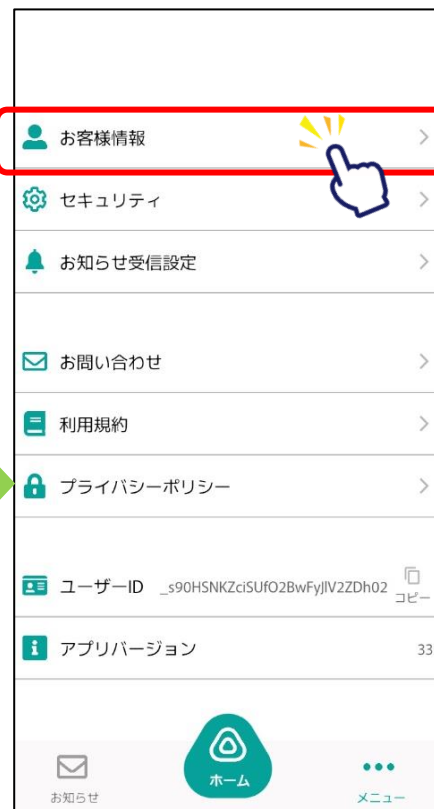 お客様情報
セキュリティ
お知らせ受信設定
お問い合わせ
利用規約
プライバシーポリシー
ユーザーID _s90HSNKZciSUfO2BwFyJlV2ZDh02 コピー
アプリバージョン 33
お知らせ ホーム メニュー